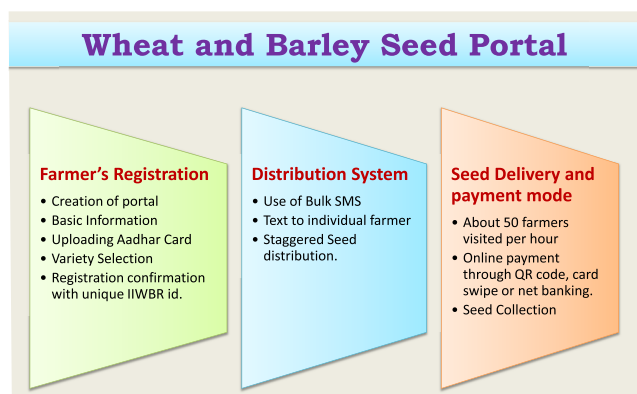 Wheat and Barley Seed Portal
Farmer's Registration
• Creation of portal
• Basic Information
• Uploading Aadhar Card
• Variety Selection
• Registration confirmation
with unique IIWBR id.
Distribution System
• Use of Bulk SMS
• Text to individual farmer
• Staggered Seed
distribution.
Seed Delivery and
payment mode
• About 50 farmers
visited per hour
• Online payment
through QR code, card
swipe or net banking.
• Seed Collection